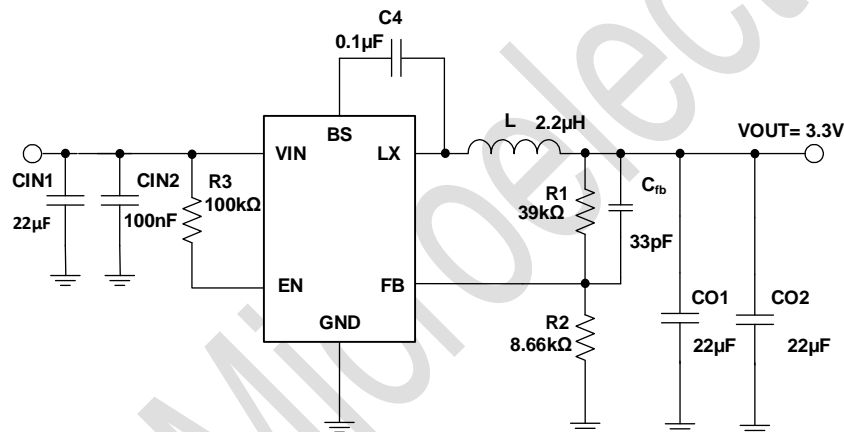 C4
0.1µF
BS
L 2.2µH
VOUT= 3.3V
VIN
LX
CIN1
22µF
CIN2
100nF
R3
100kΩ
R1
39kΩ
Cfb
33pF
EN
FB
GND
R2
8.66kΩ
CO1
22µF
CO2
22µF